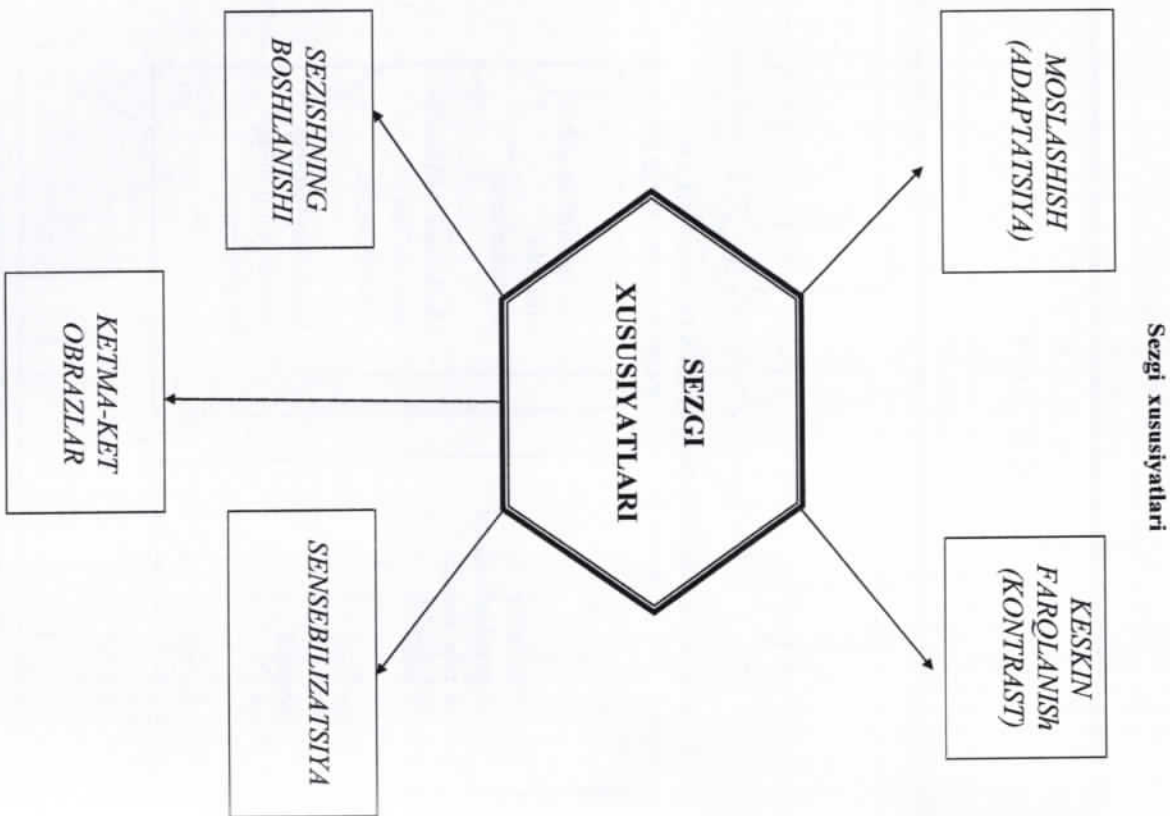 Sezgi xususiyatlari
MOSLASHISH
(ADAPTATSIYA)
KESKIN
FARQLANISh
(KONTRAST)
SEZGI
XUSUSIYATLARI
SEZISHNING
BOSHLANISHI
SENSEBILIZATSIYA
KETMA-KET
OBRAZLAR